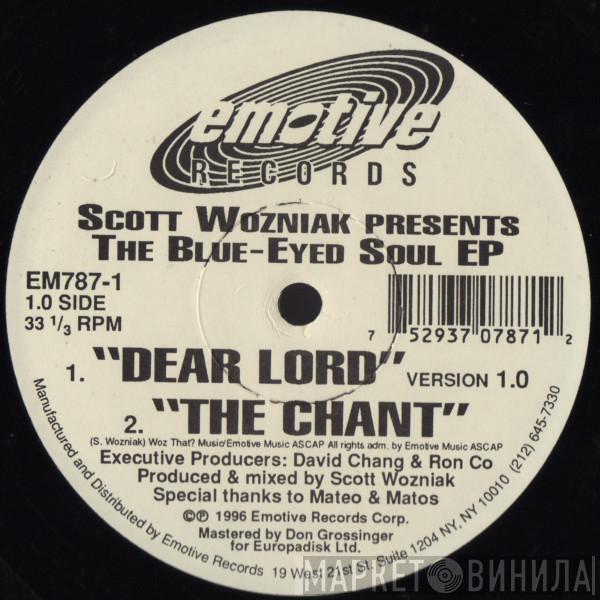 emotive
RECORDS
SCOTT WOZNIAK PRESENTS
THE BLUE-EYED SOUL EP
EM787-1
1.0 SIDE
33 1/3 RPM
7 52937 07871 2
1. "DEAR LORD" VERSION 1.0
2. "THE CHANT"
(S. Wozniak) Woz That? Music/Emotive Music ASCAP All rights adm. by Emotive Music ASCAP
Executive Producers: David Chang & Ron Co
Produced & mixed by Scott Wozniak
Special thanks to Mateo & Matos
©℗ 1996 Emotive Records Corp.
Mastered by Don Grossinger
for Europadisk Ltd.
Manufactured and Distributed by Emotive Records 19 West 21st St. Suite 1204 NY, NY 10010 (212) 645-7330
МАРКЕТ ВИНИЛА